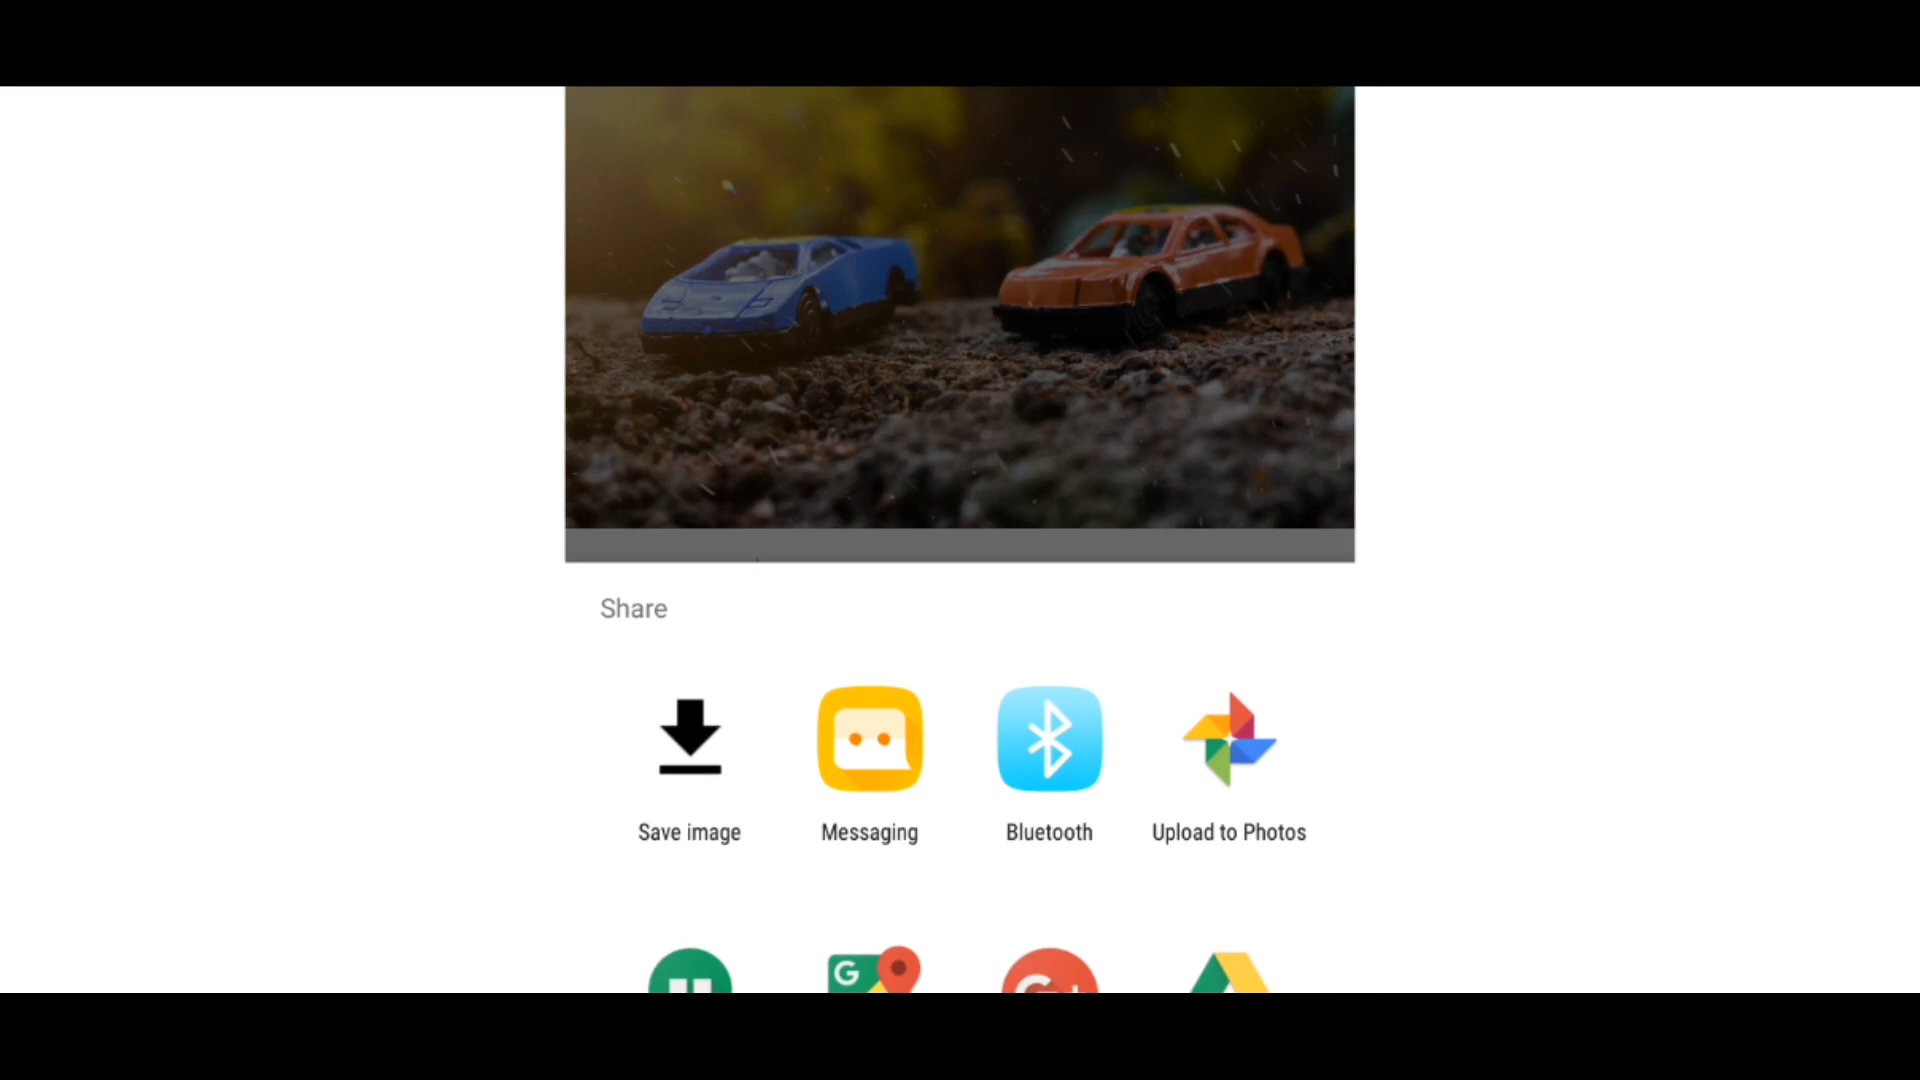 Share
Save image
Messaging
Bluetooth
Upload to Photos
G
G+